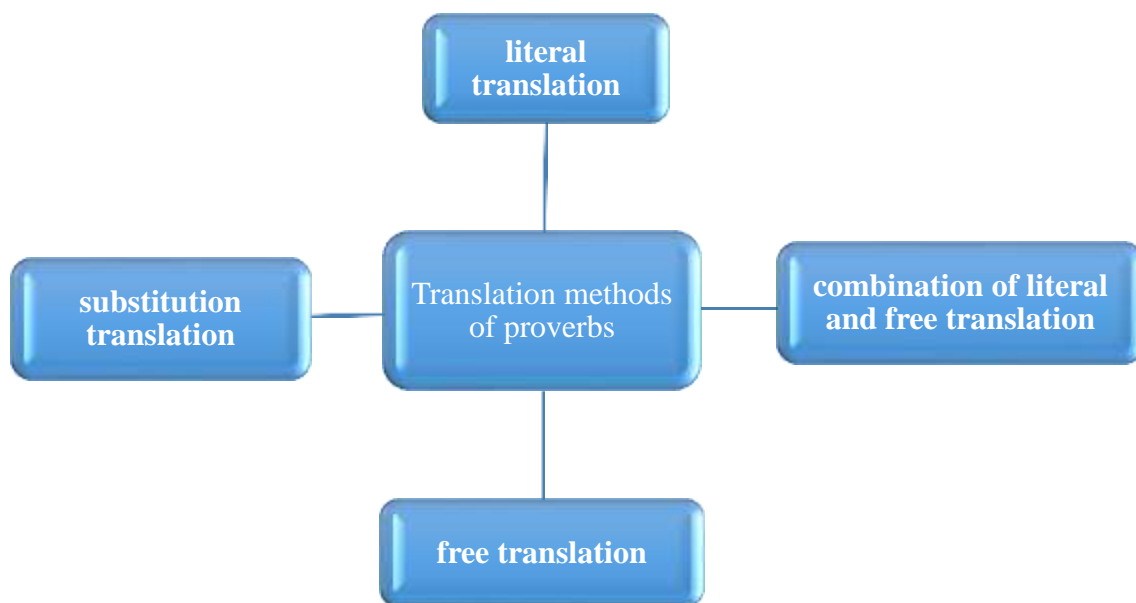 literal
translation
substitution
translation
Translation methods
of proverbs
combination of literal
and free translation
free translation